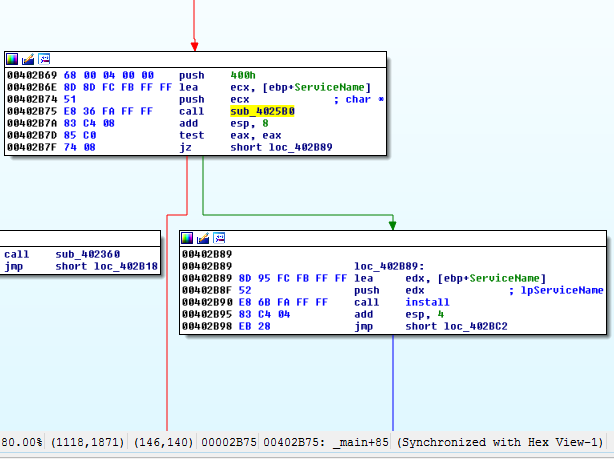 00402B69 68 00 04 00 00 push 400h
00402B6E 8D 8D FC FB FF FF lea ecx, [ebp+ServiceName]
00402B74 51 push ecx ; char *
00402B75 E8 36 FA FF FF call sub_4025B0
00402B7A 83 C4 08 add esp, 8
00402B7D 85 C0 test eax, eax
00402B7F 74 08 jz short loc_402B89
call sub_402360
jmp short loc_402B18
00402B89
00402B89 loc_402B89:
00402B89 8D 95 FC FB FF FF lea edx, [ebp+ServiceName]
00402B8F 52 push edx ; lpServiceName
00402B90 E8 6B FA FF FF call install
00402B95 83 C4 04 add esp, 4
00402B98 EB 28 jmp short loc_402BC2
80.00% (1118,1871) (146,140) 00002B75 00402B75: _main+85 (Synchronized with Hex View-1)